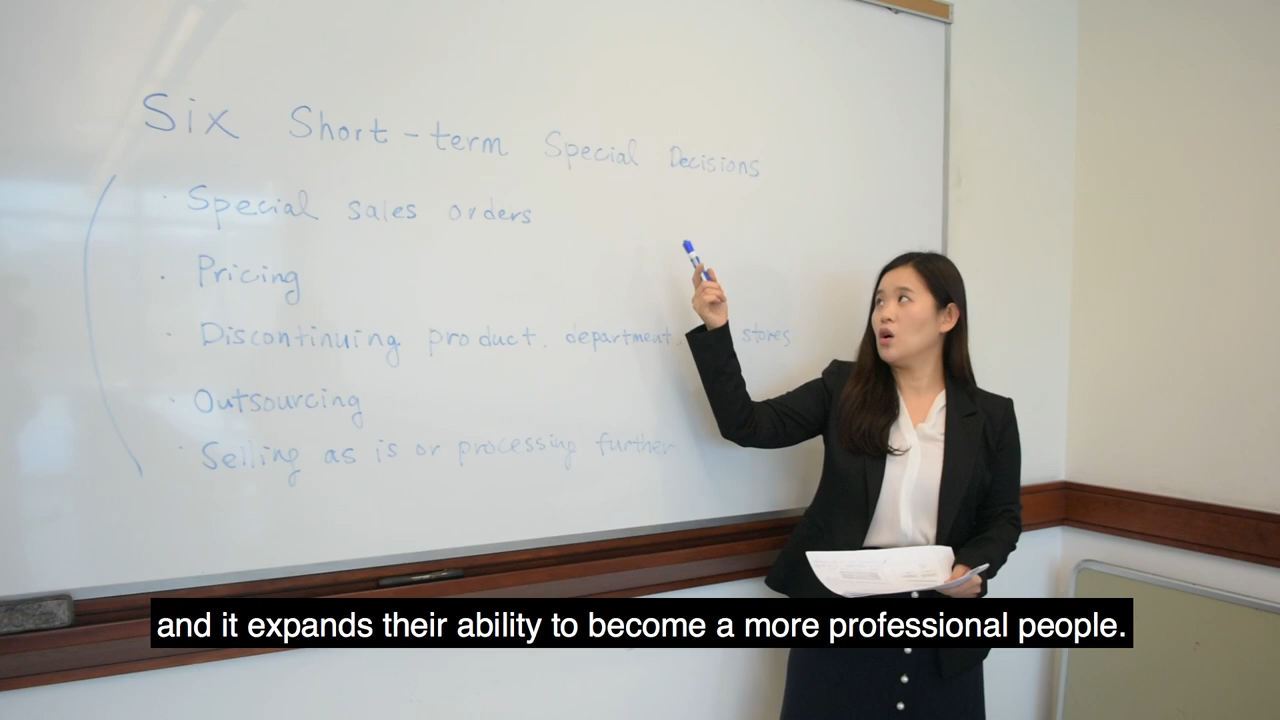 Six Short-term Special Decisions
· Special sales orders
· Pricing
· Discontinuing product, department, stores
· Outsourcing
· Selling as is or processing further
and it expands their ability to become a more professional people.